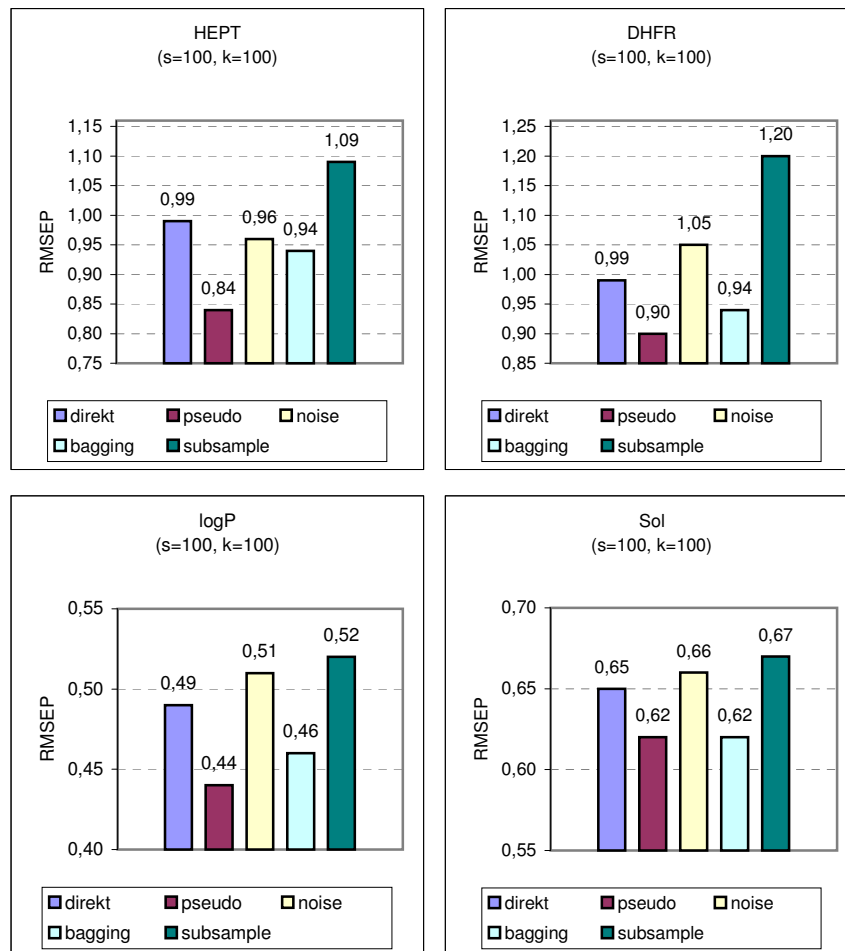 HEPT
(s=100, k=100)
1,15
1,10
1,05
1,00
0,95
0,90
0,85
0,80
0,75
RMSEP
0,99
0,84
0,96
0,94
1,09
direkt pseudo noise
bagging subsample
DHFR
(s=100, k=100)
1,25
1,20
1,15
1,10
1,05
1,00
0,95
0,90
0,85
RMSEP
0,99
0,90
1,05
0,94
1,20
direkt pseudo noise
bagging subsample
logP
(s=100, k=100)
0,55
0,50
0,45
0,40
RMSEP
0,49
0,44
0,51
0,46
0,52
direkt pseudo noise
bagging subsample
Sol
(s=100, k=100)
0,70
0,65
0,60
0,55
RMSEP
0,65
0,62
0,66
0,62
0,67
direkt pseudo noise
bagging subsample